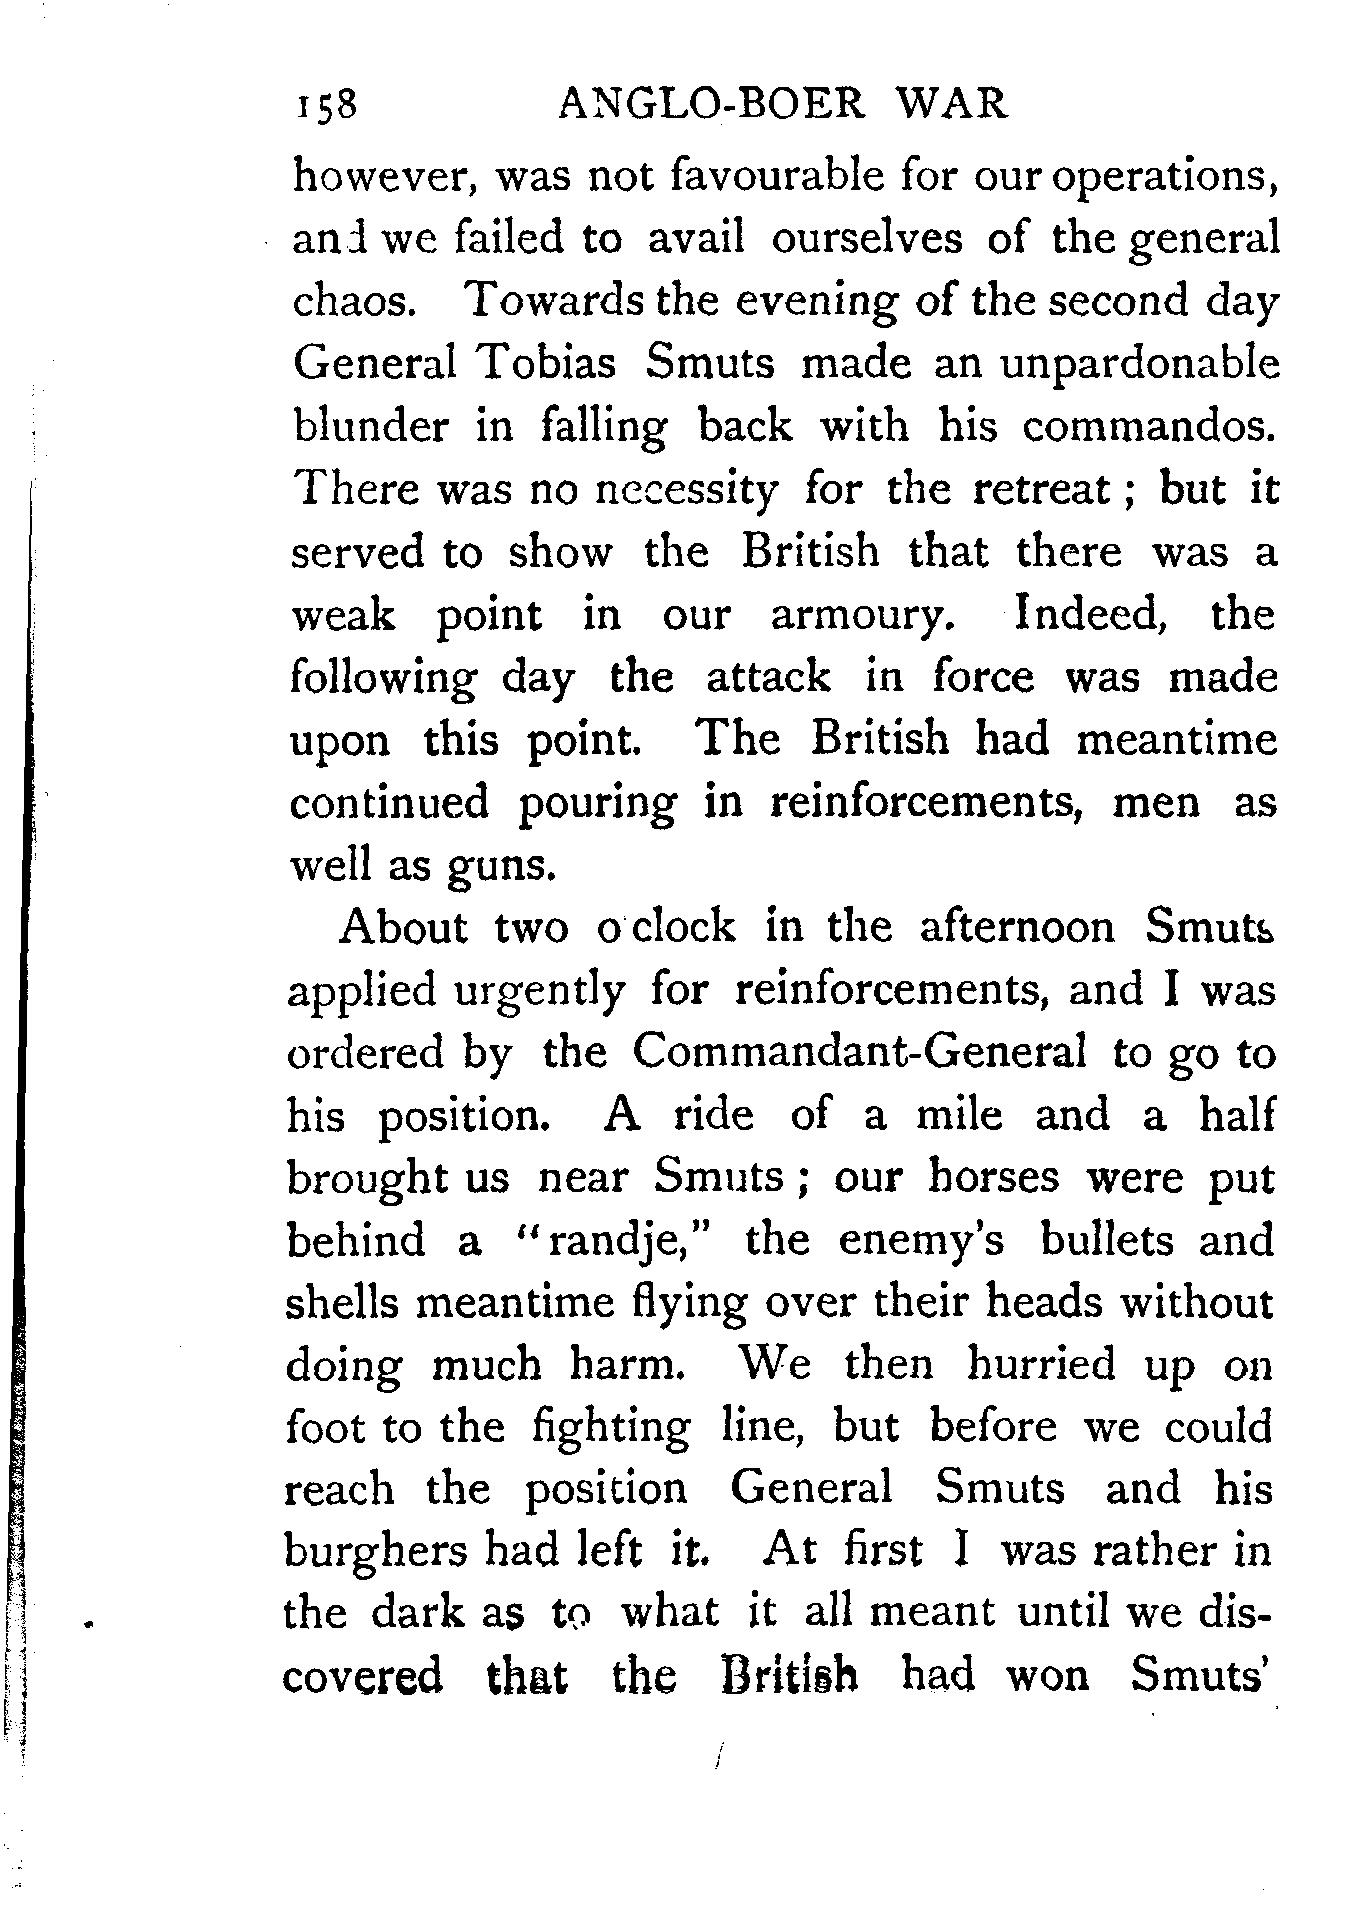 158 ANGLO-BOER WAR
however, was not favourable for our operations,
and we failed to avail ourselves of the general
chaos. Towards the evening of the second day
General Tobias Smuts made an unpardonable
blunder in falling back with his commandos.
There was no necessity for the retreat ; but it
served to show the British that there was a
weak point in our armoury. Indeed, the
following day the attack in force was made
upon this point. The British had meantime
continued pouring in reinforcements, men as
well as guns.
About two o'clock in the afternoon Smuts
applied urgently for reinforcements, and I was
ordered by the Commandant-General to go to
his position. A ride of a mile and a half
brought us near Smuts ; our horses were put
behind a "randje," the enemy's bullets and
shells meantime flying over their heads without
doing much harm. We then hurried up on
foot to the fighting line, but before we could
reach the position General Smuts and his
burghers had left it. At first I was rather in
the dark as to what it all meant until we dis-
covered that the British had won Smuts'